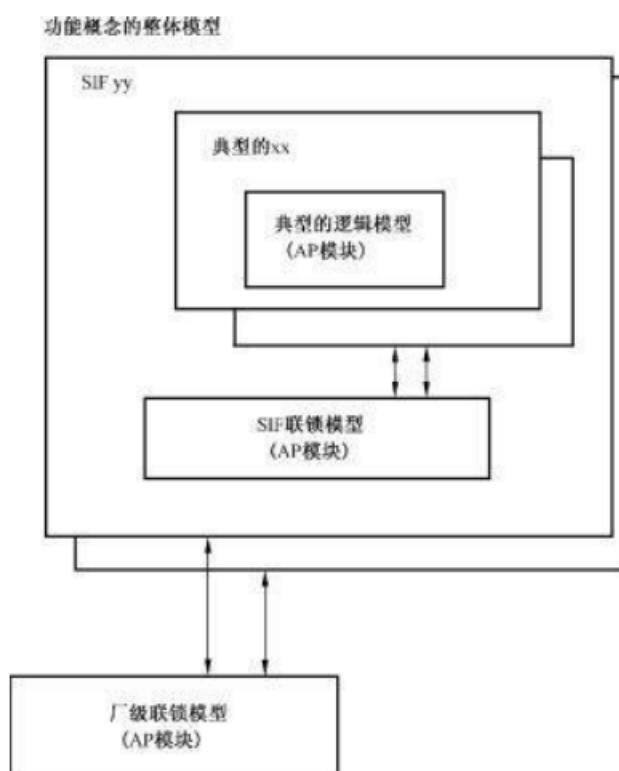 功能概念的整体模型
SIF yy
典型的xx
典型的逻辑模型
(AP模块)
SIF联锁模型
(AP模块)
厂级联锁模型
(AP模块)